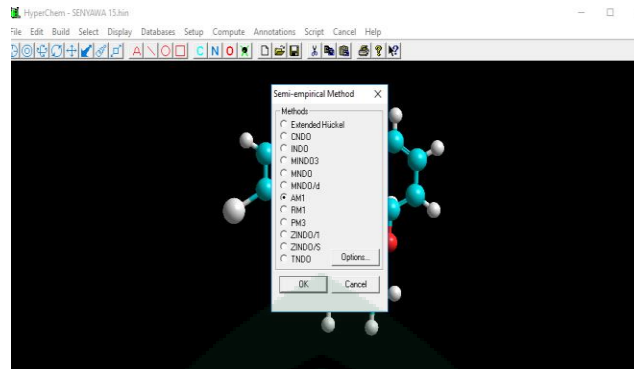 HyperChem - SENYAWA 15.hin
File Edit Build Select Display Databases Setup Compute Annotations Script Cancel Help
A C N O
Semi-empirical Method
Methods
Extended Hückel
CNDO
INDO
MINDO3
MNDO
MNDO/d
AM1
RM1
PM3
ZINDO/1
ZINDO/S
TNDO
Options...
OK Cancel